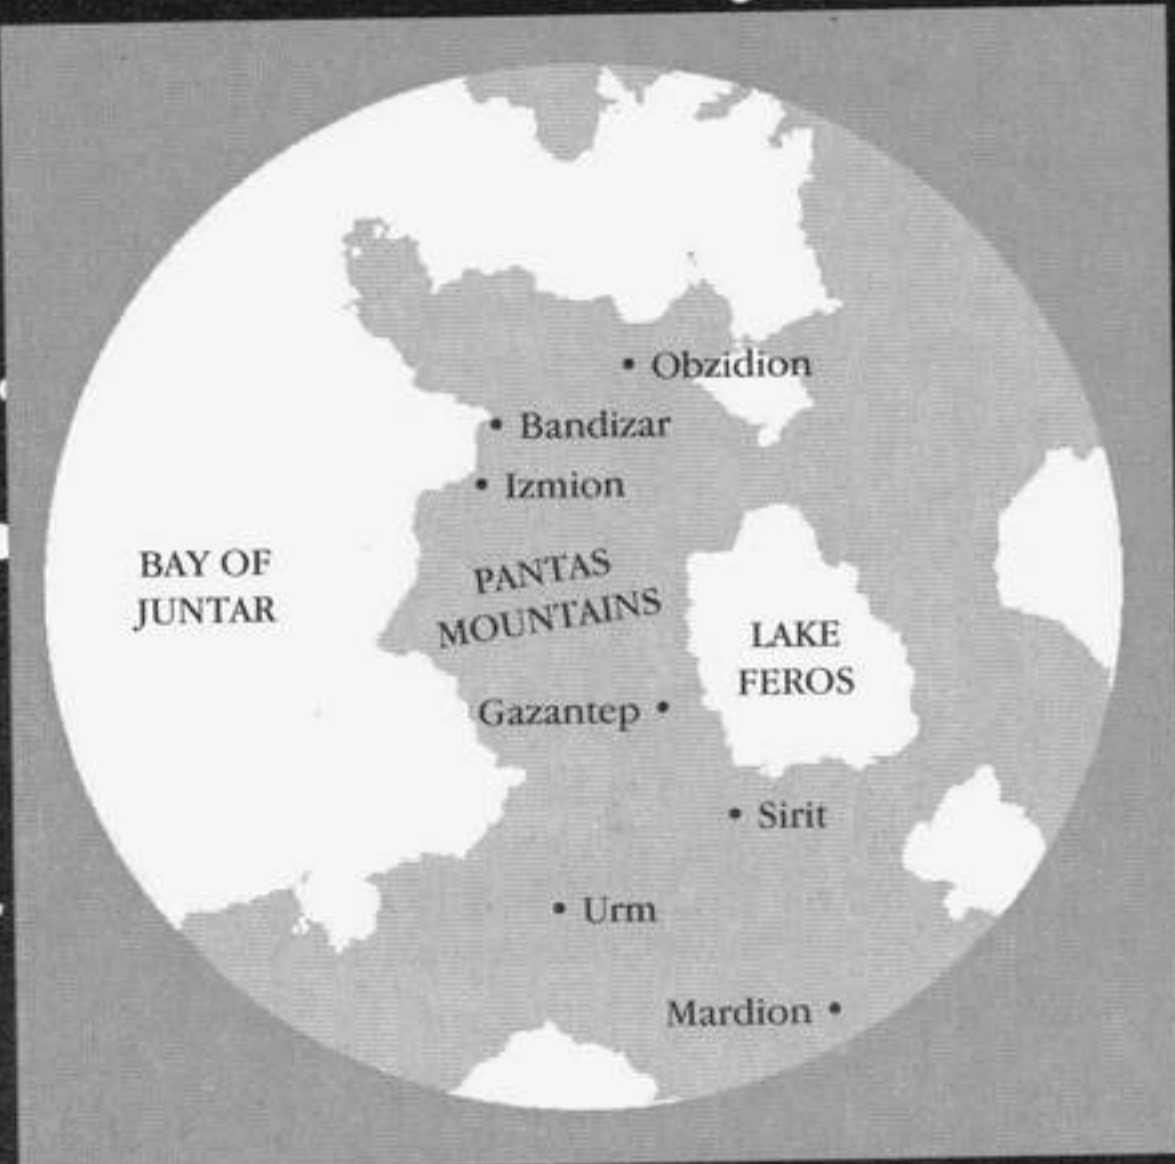 • Obzidion
• Bandizar
• Izmion
BAY OF
JUNTAR
PANTAS
MOUNTAINS
LAKE
FEROS
Gazantep •
• Sirit
• Urm
Mardion •